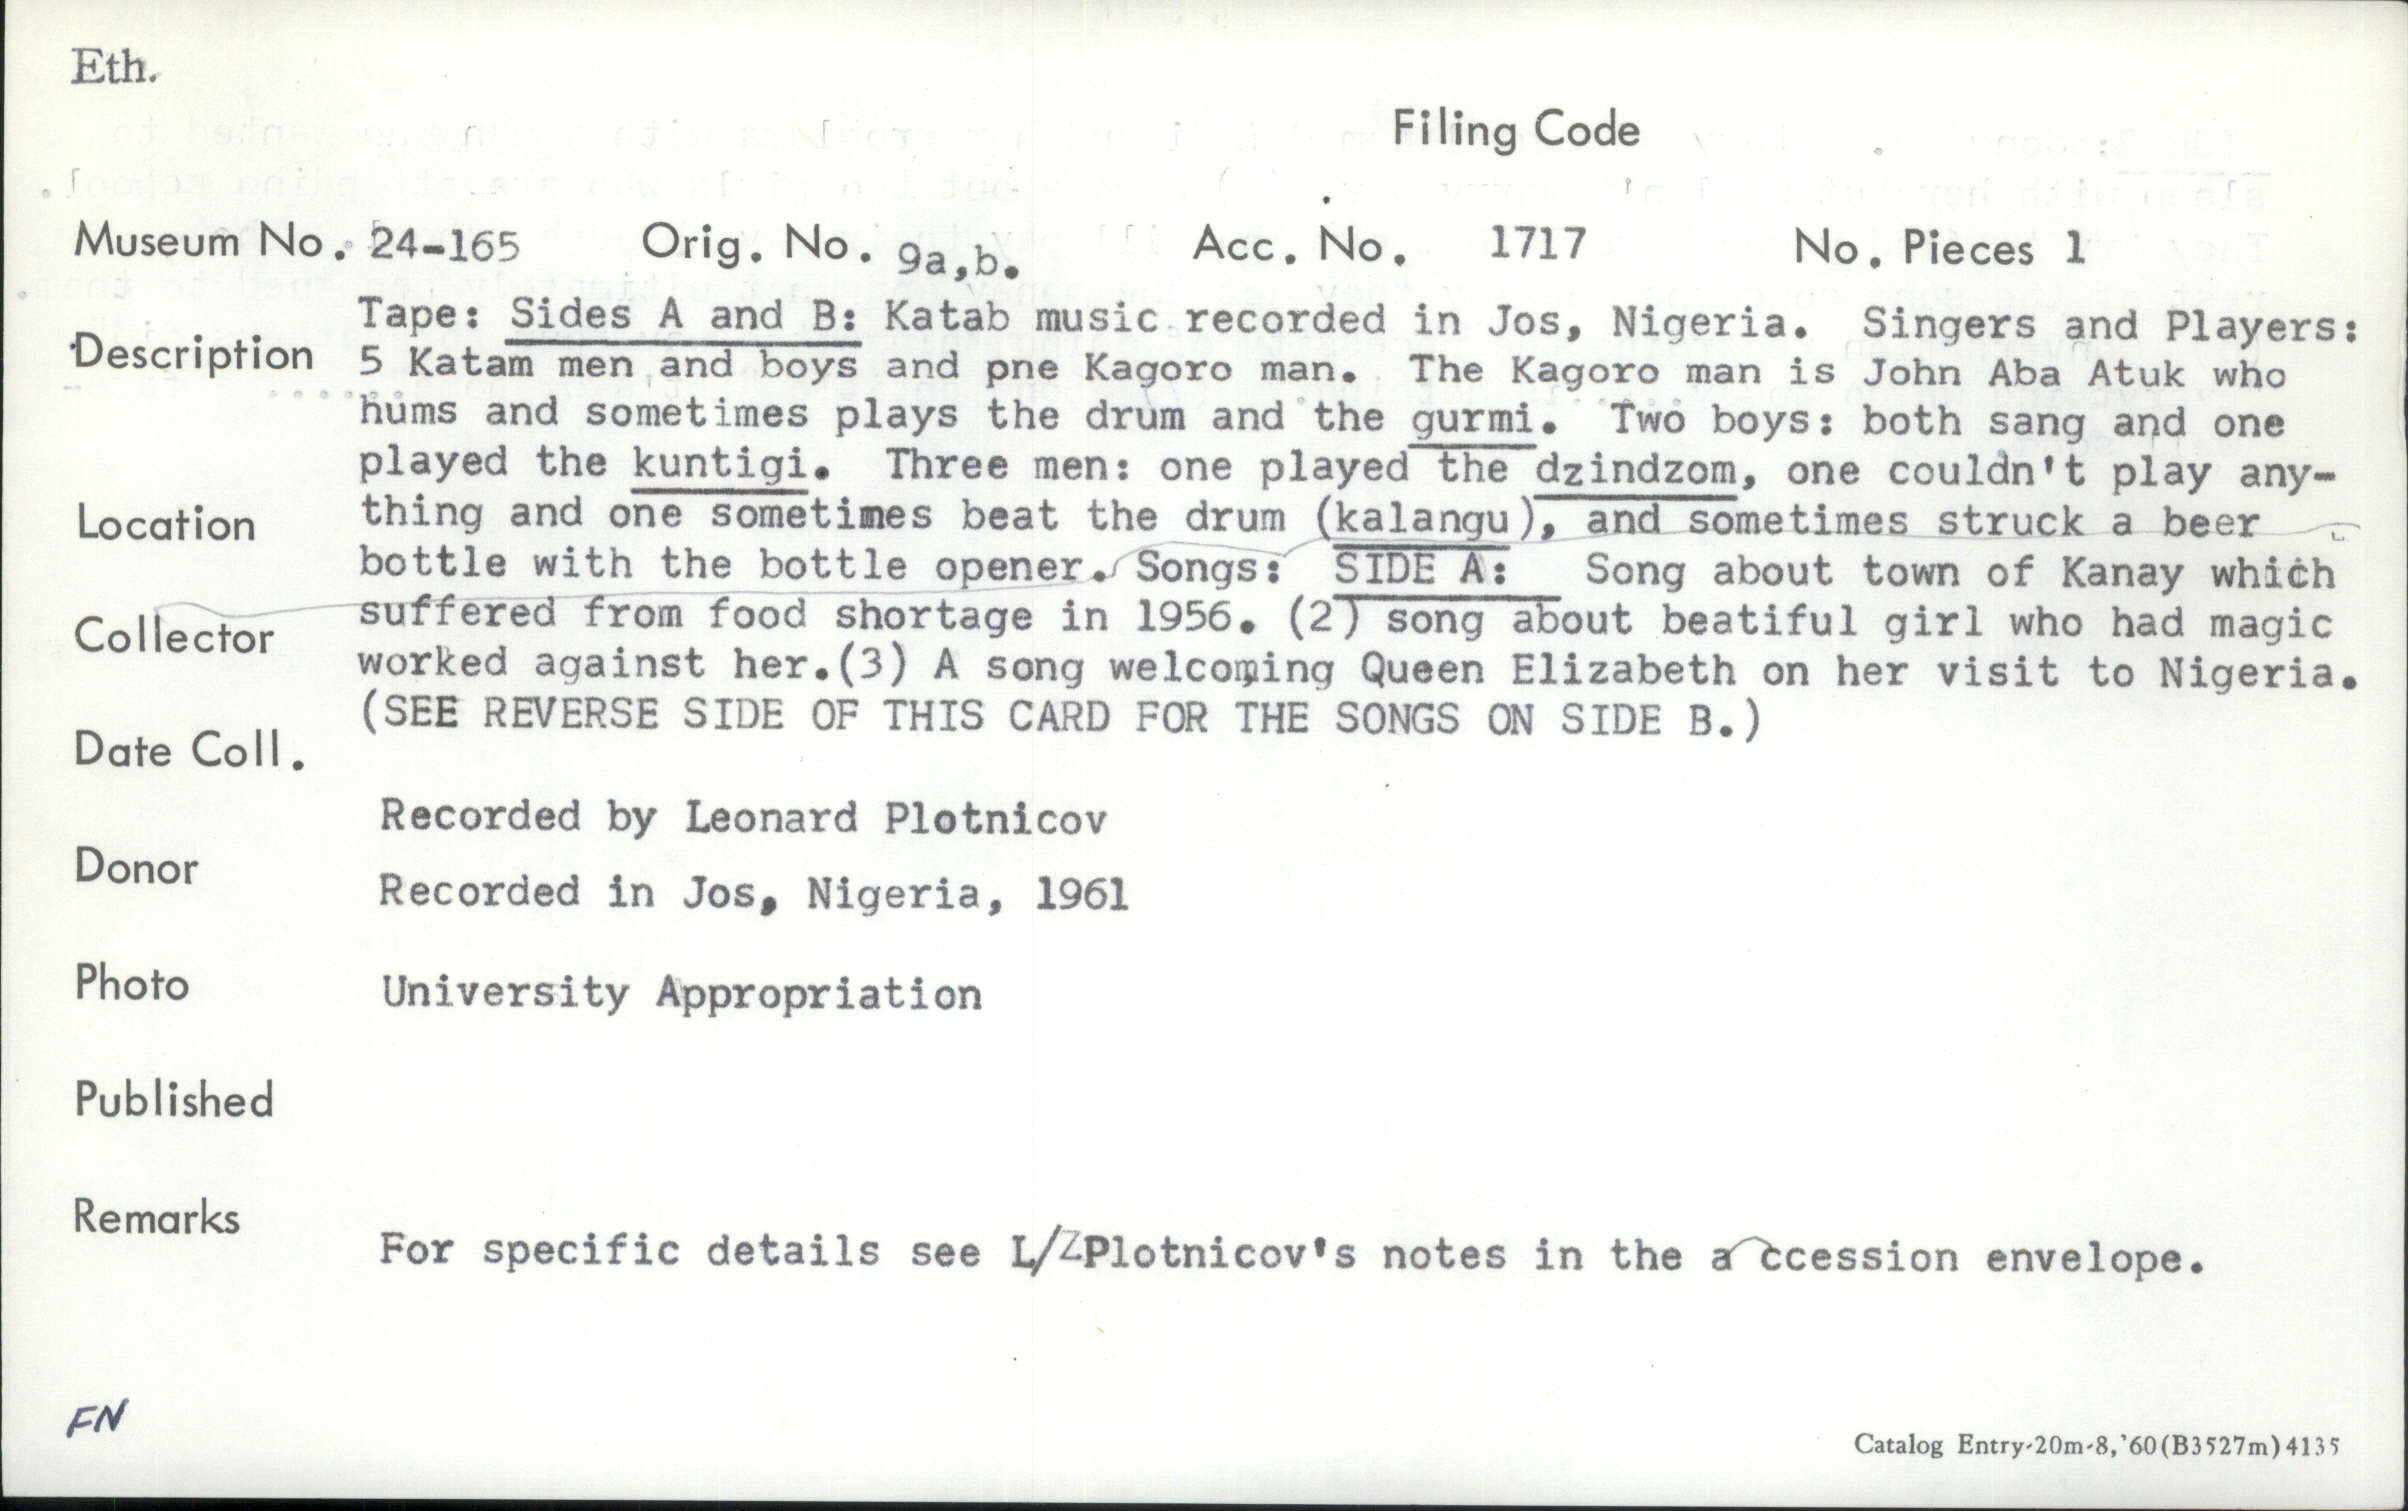 Eth.
Filing Code
Museum No. 24-165 Orig. No. 9a,b. Acc. No. 1717 No. Pieces 1
Description Tape: Sides A and B: Katab music recorded in Jos, Nigeria. Singers and Players:
5 Katam men and boys and pne Kagoro man. The Kagoro man is John Aba Atuk who
hums and sometimes plays the drum and the gurmi. Two boys: both sang and one
played the kuntigi. Three men: one played the dzindzom, one couldn't play any-
Location thing and one sometimes beat the drum (kalangu), and sometimes struck a beer
bottle with the bottle opener. Songs: SIDE A: Song about town of Kanay which
Collector suffered from food shortage in 1956. (2) song about beatiful girl who had magic
worked against her.(3) A song welcoming Queen Elizabeth on her visit to Nigeria.
(SEE REVERSE SIDE OF THIS CARD FOR THE SONGS ON SIDE B.)
Date Coll.
Recorded by Leonard Plotnicov
Donor
Recorded in Jos, Nigeria, 1961
Photo
University Appropriation
Published
Remarks
For specific details see L/Plotnicov's notes in the accession envelope.
FN
Catalog Entry-20m-8,'60(B3527m)4135